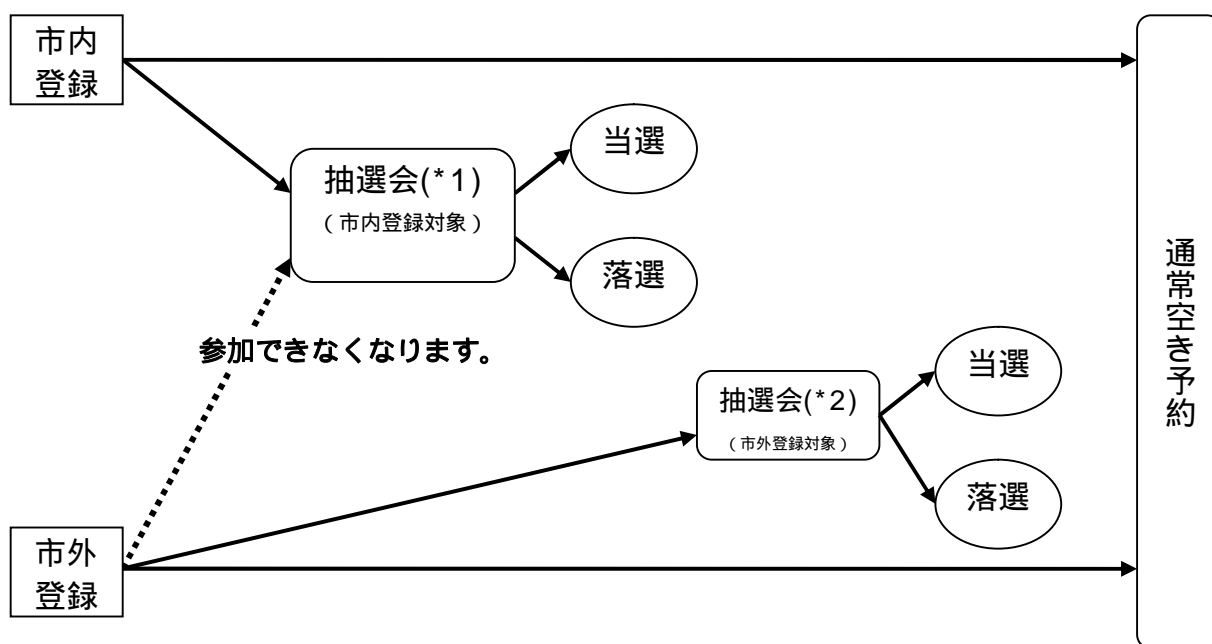 市内
登録
抽選会(*1)
（市内登録対象）
当選
落選
参加できなくなります。
抽選会(*2)
（市外登録対象）
当選
落選
市外
登録
通常空き予約